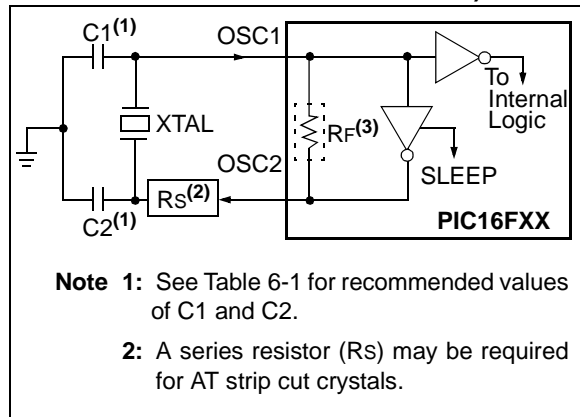 C1(1)
OSC1
To
Internal
Logic
XTAL
RF(3)
OSC2
SLEEP
RS(2)
C2(1)
PIC16FXX
Note 1: See Table 6-1 for recommended values
of C1 and C2.
2: A series resistor (RS) may be required
for AT strip cut crystals.